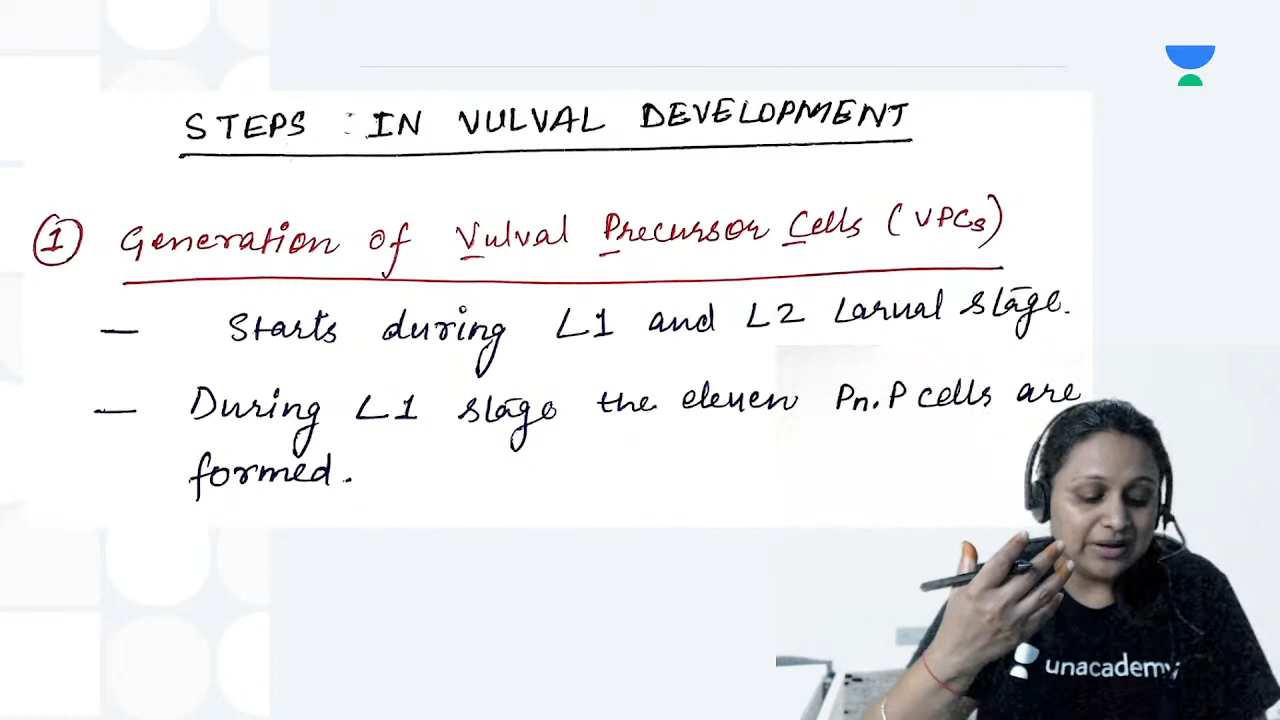 STEPS : IN VULVAL DEVELOPMENT
1 Generation of Vulval Precursor Cells (VPCs)
— Starts during L1 and L2 Larval stage.
— During L1 stage the eleven Pn.P cells are
formed.
unacademy